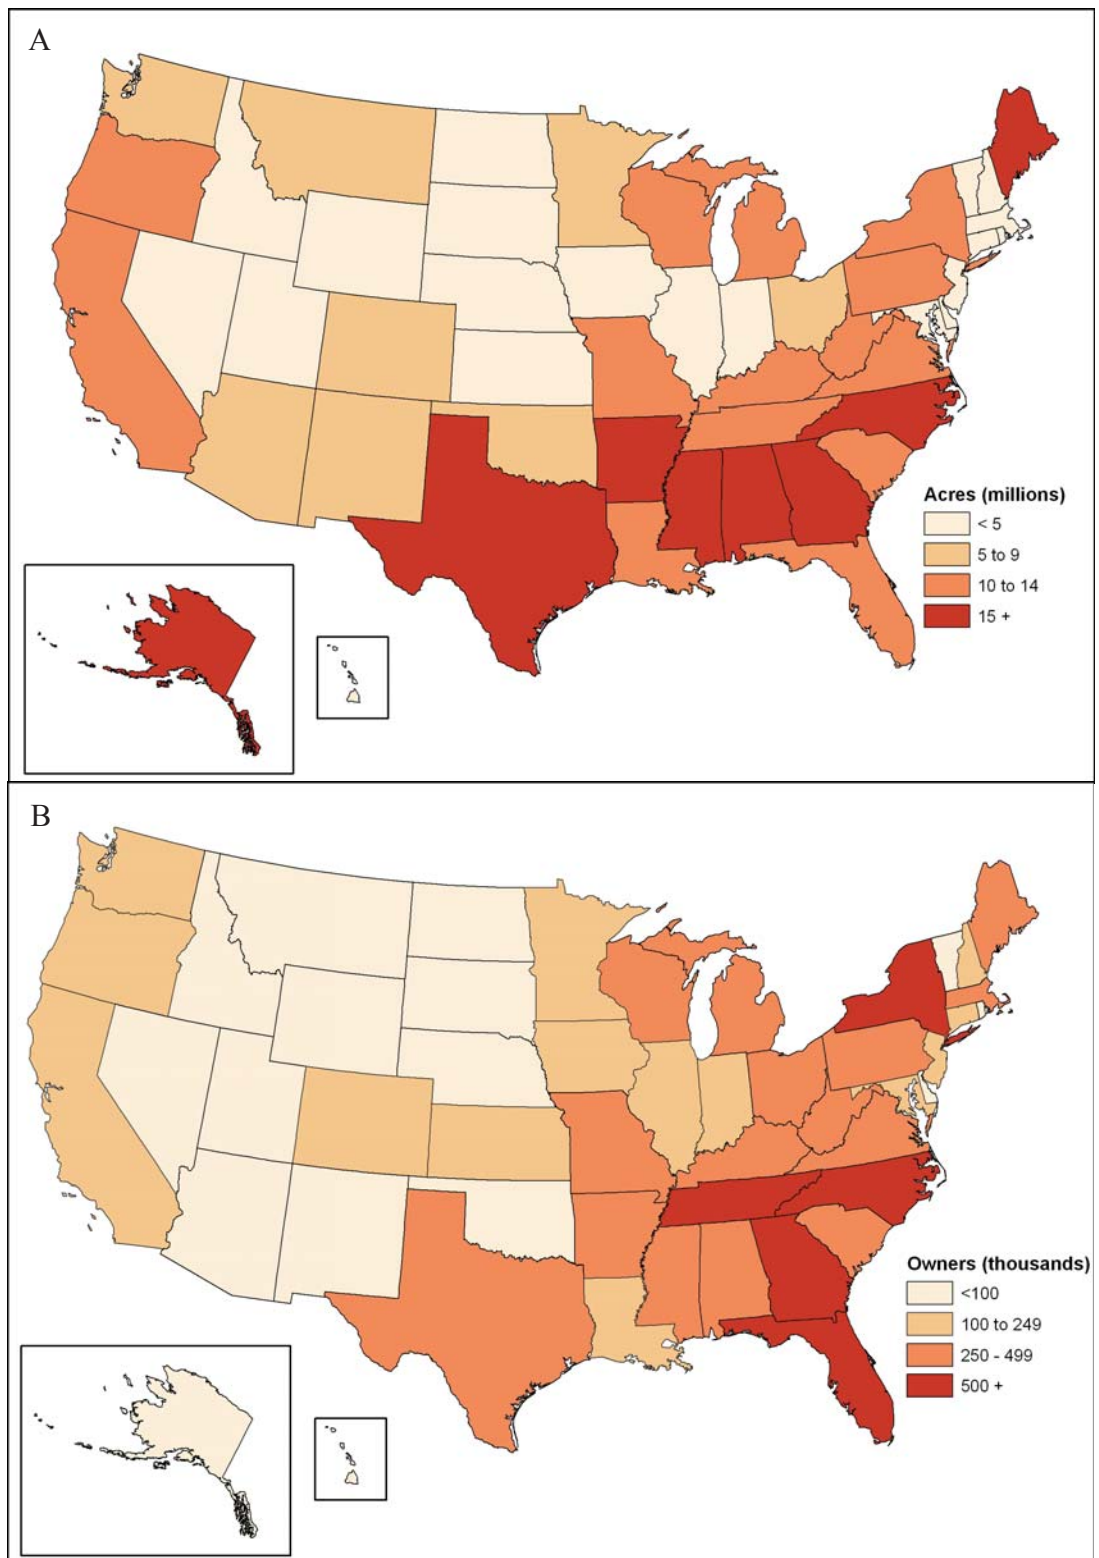 A
Acres (millions)
< 5
5 to 9
10 to 14
15 +
B
Owners (thousands)
<100
100 to 249
250 - 499
500 +